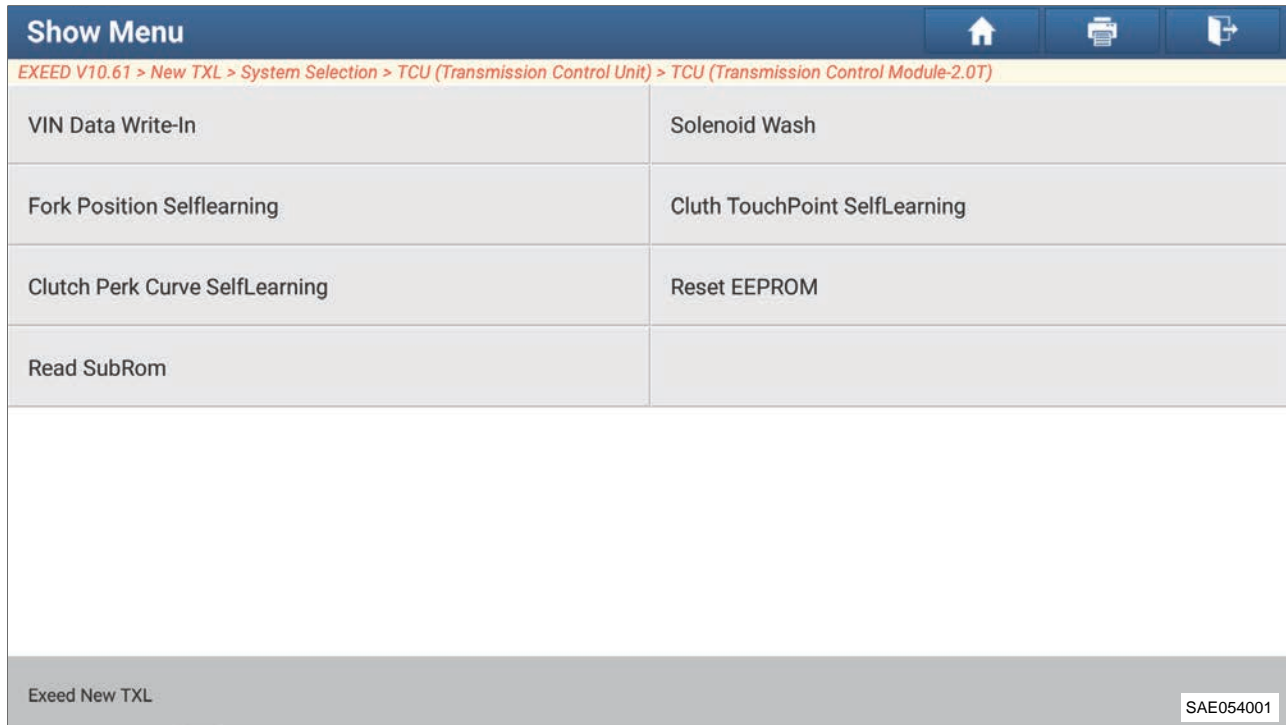 Show Menu
EXEED V10.61 > New TXL > System Selection > TCU (Transmission Control Unit) > TCU (Transmission Control Module-2.0T)
VIN Data Write-In
Solenoid Wash
Fork Position Selflearning
Cluth TouchPoint SelfLearning
Clutch Perk Curve SelfLearning
Reset EEPROM
Read SubRom
Exeed New TXL
SAE054001